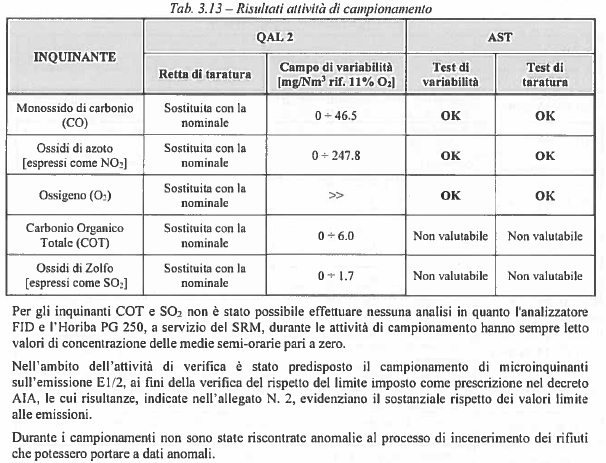 Tab. 3.13 – Risultati attività di campionamento
INQUINANTE
QAL 2
AST
Retta di taratura
Campo di variabilità
[mg/Nm³ rif. 11% O₂]
Test di
variabilità
Test di
taratura
Monossido di carbonio
(CO)
Sostituita con la
nominale
0 ÷ 46.5
OK
OK
Ossidi di azoto
[espressi come NO₂]
Sostituita con la
nominale
0 ÷ 247.8
OK
OK
Ossigeno (O₂)
Sostituita con la
nominale
>>
OK
OK
Carbonio Organico
Totale (COT)
Sostituita con la
nominale
0 ÷ 6.0
Non valutabile
Non valutabile
Ossidi di Zolfo
[espressi come SO₂]
Sostituita con la
nominale
0 ÷ 1.7
Non valutabile
Non valutabile
Per gli inquinanti COT e SO₂ non è stato possibile effettuare nessuna analisi in quanto l'analizzatore
FID e l'Horiba PG 250, a servizio del SRM, durante le attività di campionamento hanno sempre letto
valori di concentrazione delle medie semi-orarie pari a zero.
Nell'ambito dell'attività di verifica è stato predisposto il campionamento di microinquinanti
sull'emissione E1/2, ai fini della verifica del rispetto del limite imposto come prescrizione nel decreto
AIA, le cui risultanze, indicate nell'allegato N. 2, evidenziano il sostanziale rispetto dei valori limite
alle emissioni.
Durante i campionamenti non sono state riscontrate anomalie al processo di incenerimento dei rifiuti
che potessero portare a dati anomali.